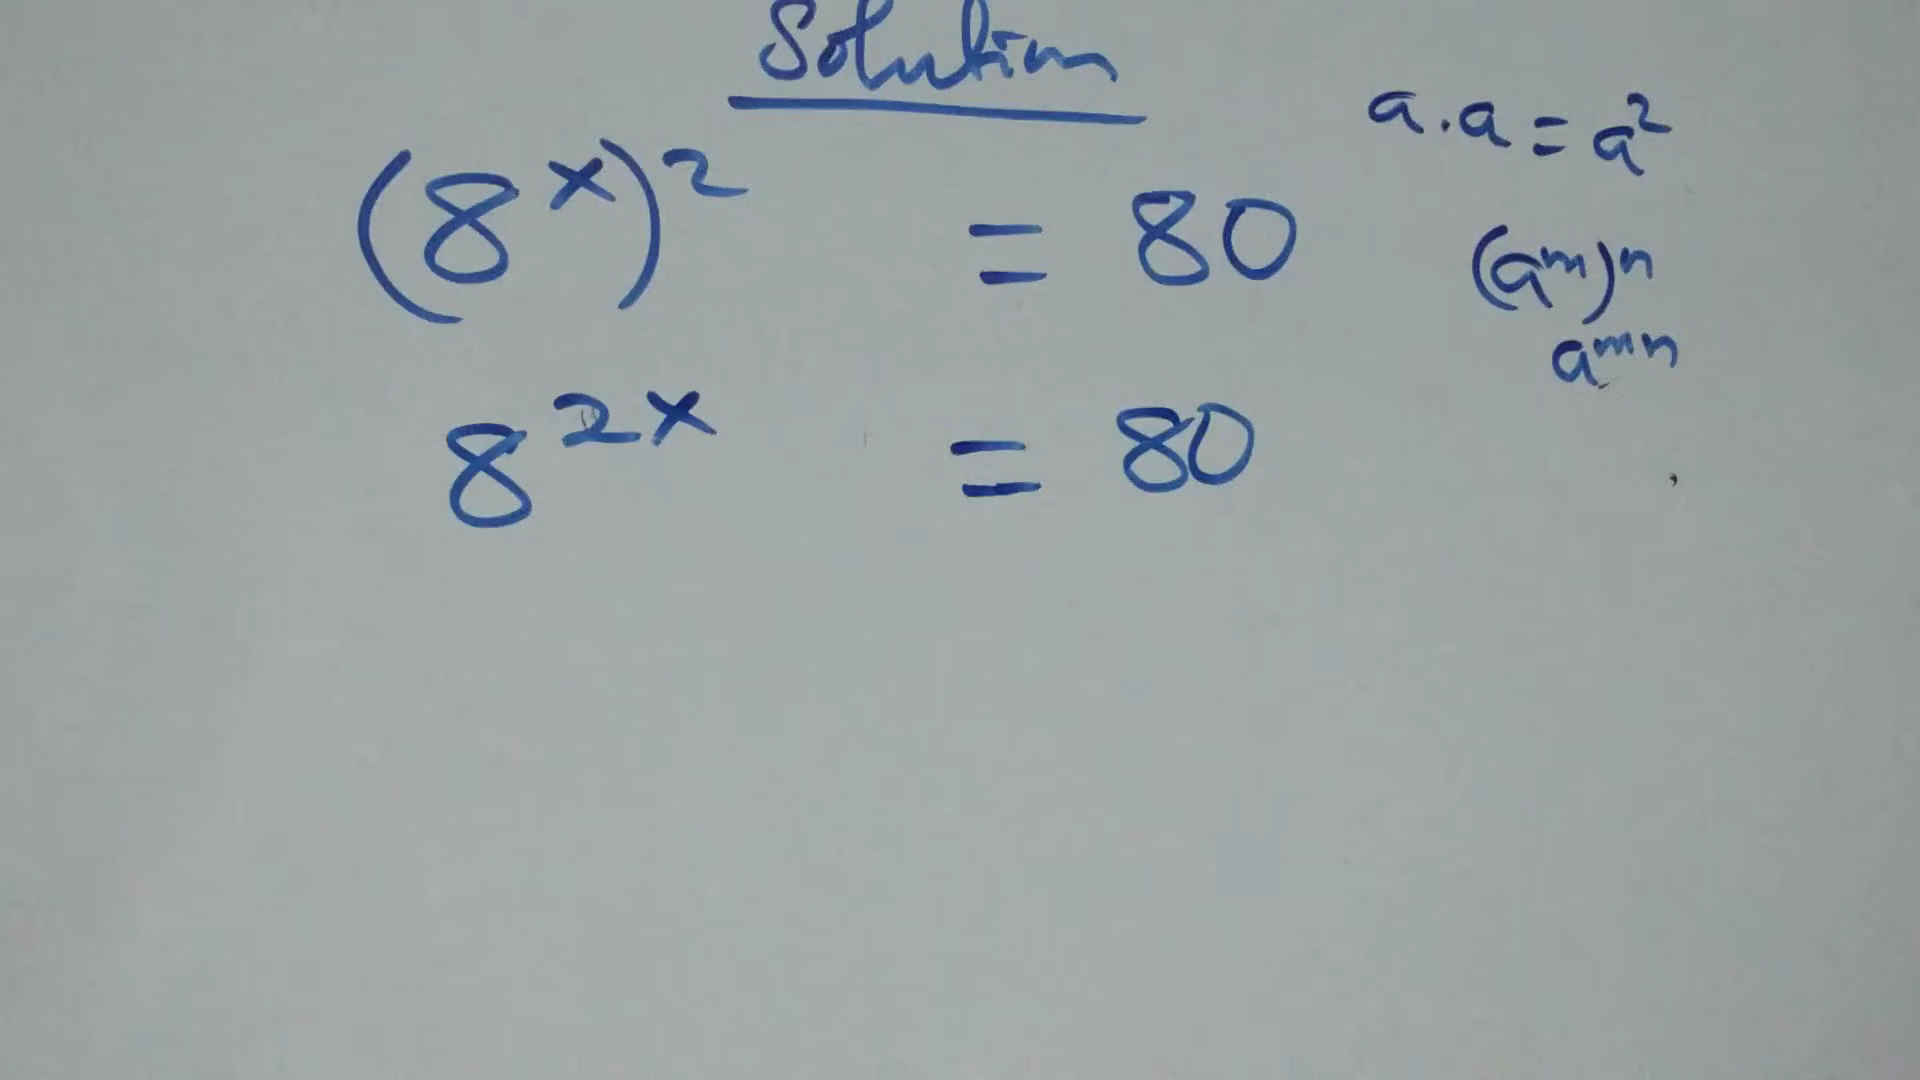 Solution
a.a = a²
(8ˣ)² = 80
(aᵐ)ⁿ
aᵐⁿ
8²ˣ = 80